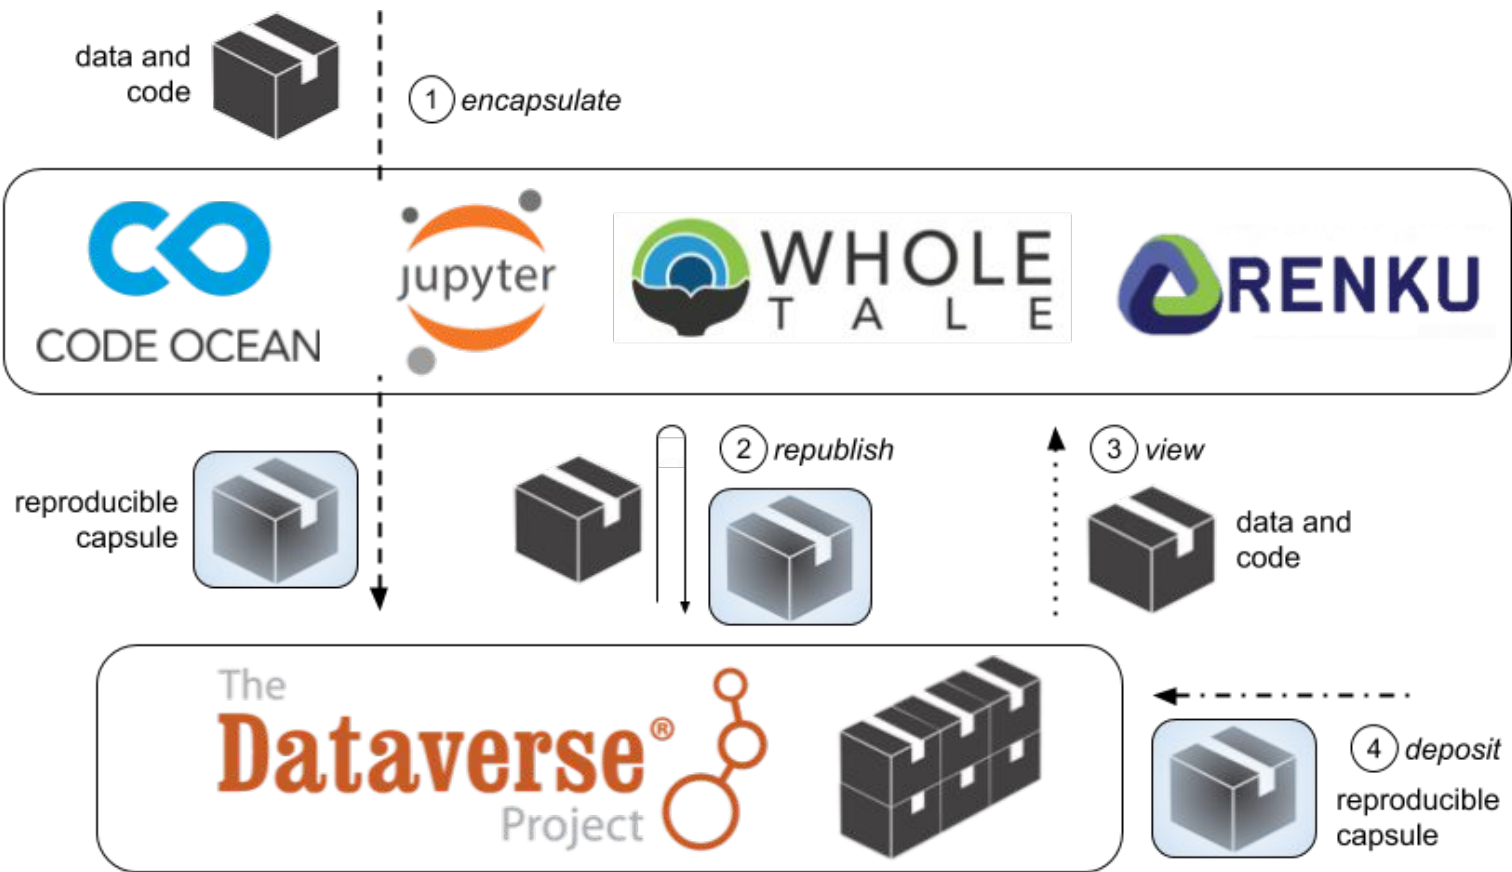 data and
code
1 encapsulate
CODE OCEAN
jupyter
WHOLE
TALE
RENKU
reproducible
capsule
2 republish
3 view
data and
code
The
Dataverse®
Project
4 deposit
reproducible
capsule